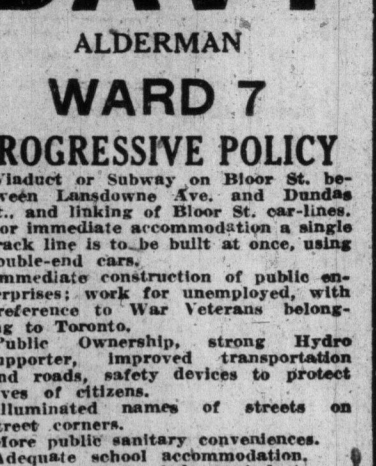 ALDERMAN
WARD 7
ROGRESSIVE POLICY
Viaduct or Subway on Bloor St. be-
ween Lansdowne Ave. and Dundas
t., and linking of Bloor St. car-lines.
or immediate accommodation a single
rack line is to be built at once, using
ouble-end cars.
mmediate construction of public en-
erprises; work for unemployed, with
reference to War Veterans belong-
ng to Toronto.
Public Ownership, strong Hydro
upporter, improved transportation
nd roads, safety devices to protect
ves of citizens.
lluminated names of streets on
treet corners.
More public sanitary conveniences.
Adequate school accommodation.